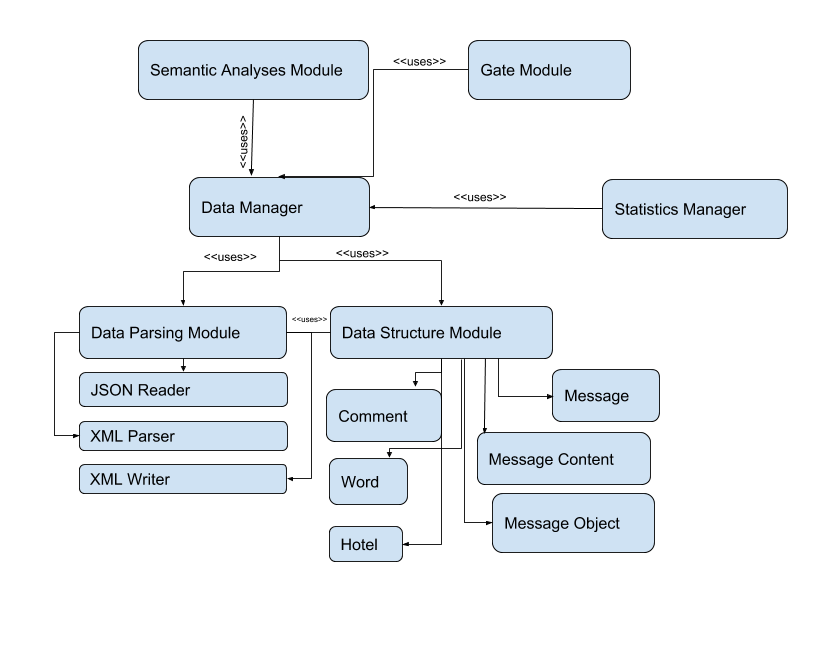 Semantic Analyses Module
<<uses>>
Gate Module
<<uses>>
Data Manager
<<uses>>
Statistics Manager
<<uses>>
<<uses>>
Data Parsing Module
<<uses>>
Data Structure Module
JSON Reader
XML Parser
XML Writer
Comment
Word
Hotel
Message
Message Content
Message Object